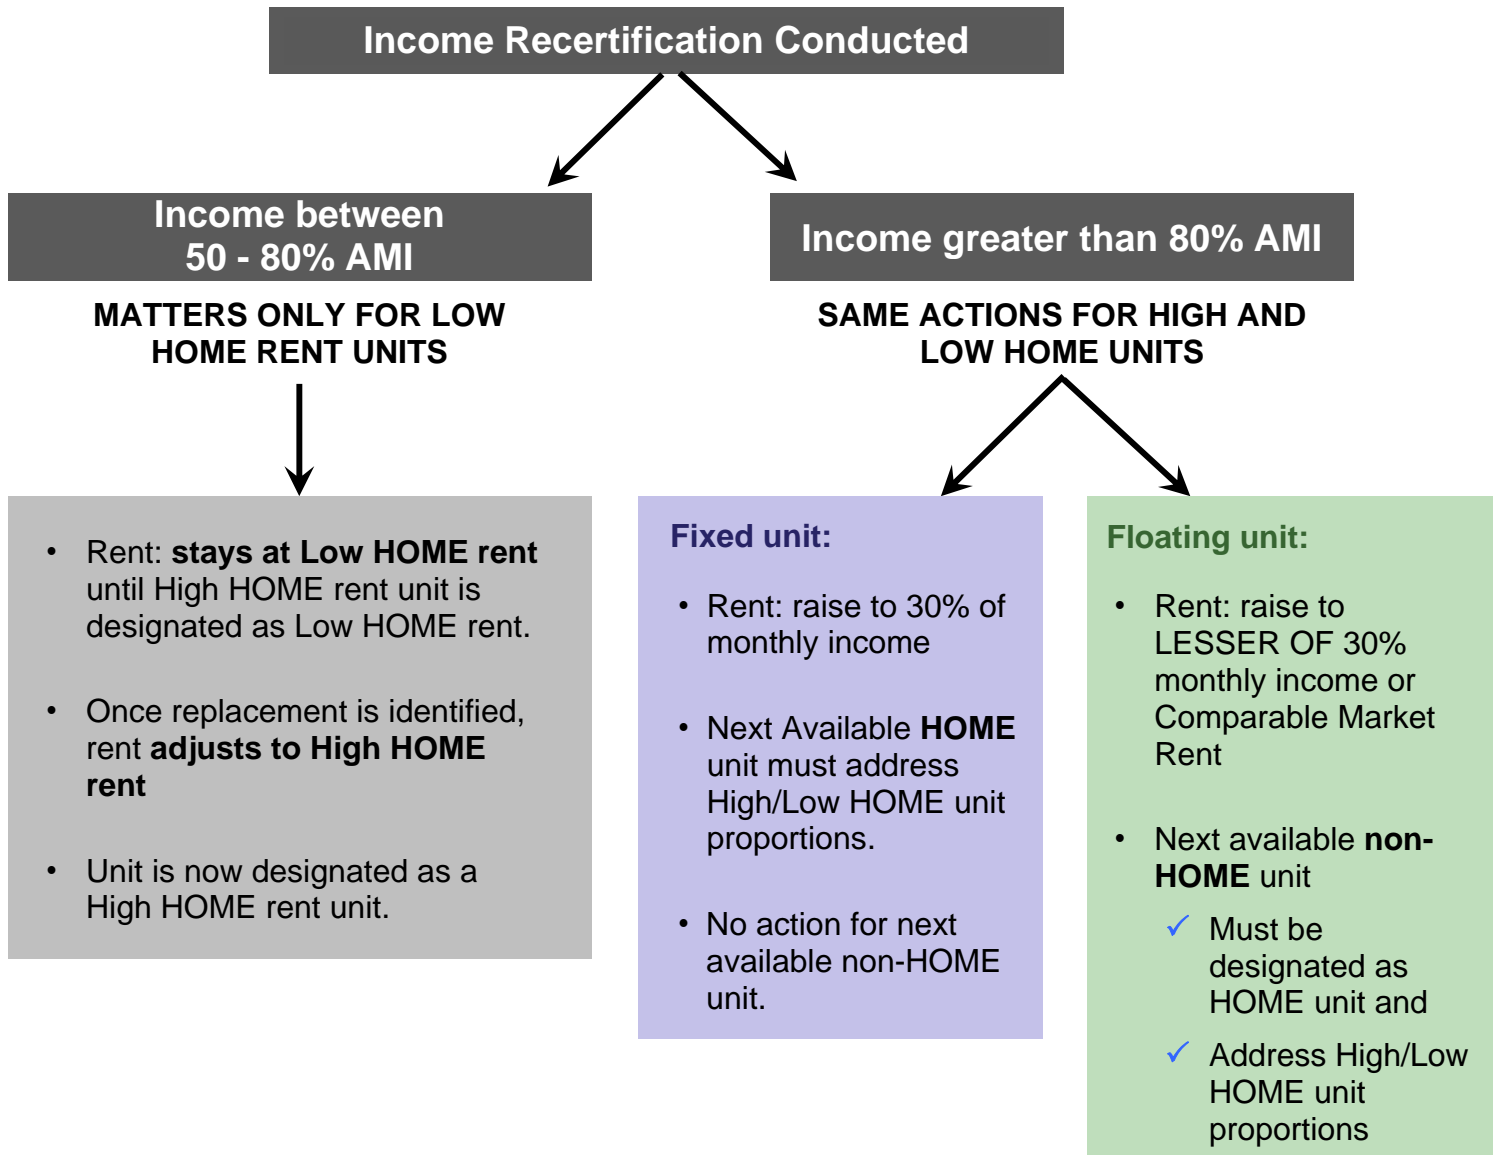 Income Recertification Conducted
Income between
50 - 80% AMI
MATTERS ONLY FOR LOW
HOME RENT UNITS
• Rent: stays at Low HOME rent
until High HOME rent unit is
designated as Low HOME rent.
• Once replacement is identified,
rent adjusts to High HOME
rent
• Unit is now designated as a
High HOME rent unit.
Income greater than 80% AMI
SAME ACTIONS FOR HIGH AND
LOW HOME UNITS
Fixed unit:
• Rent: raise to 30% of
monthly income
• Next Available HOME
unit must address
High/Low HOME unit
proportions.
• No action for next
available non-HOME
unit.
Floating unit:
• Rent: raise to
LESSER OF 30%
monthly income or
Comparable Market
Rent
• Next available non-
HOME unit
✓ Must be
designated as
HOME unit and
✓ Address High/Low
HOME unit
proportions